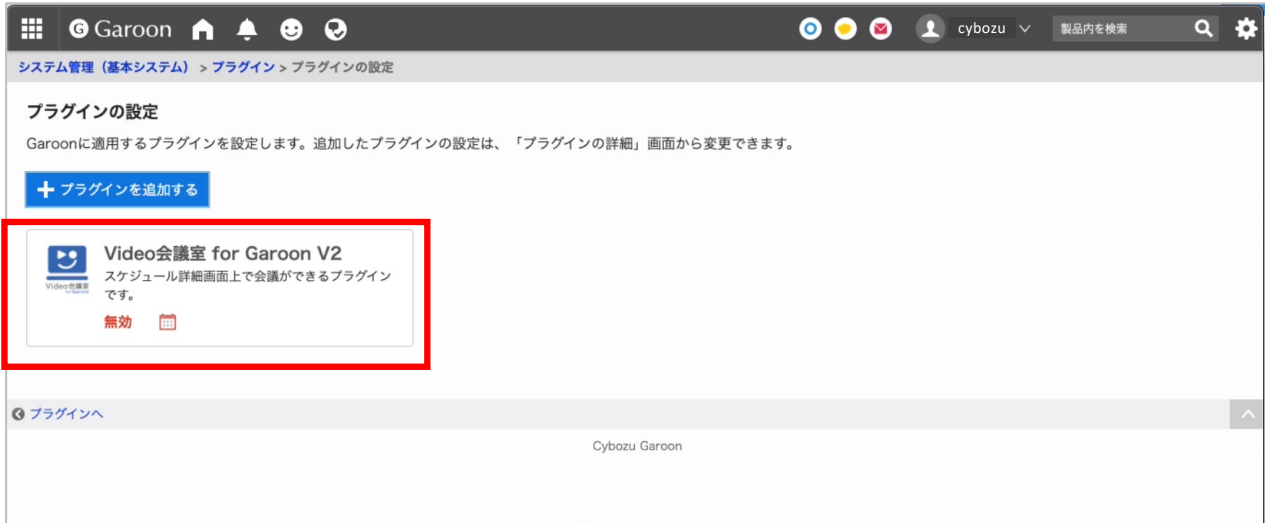 Garoon
cybozu
製品内を検索
システム管理（基本システム） > プラグイン > プラグインの設定
プラグインの設定
Garoonに適用するプラグインを設定します。追加したプラグインの設定は、「プラグインの詳細」画面から変更できます。
プラグインを追加する
Video会議室 for Garoon V2
スケジュール詳細画面上で会議ができるプラグイン
です。
Video会議室
for Garoon
無効
プラグインへ
Cybozu Garoon